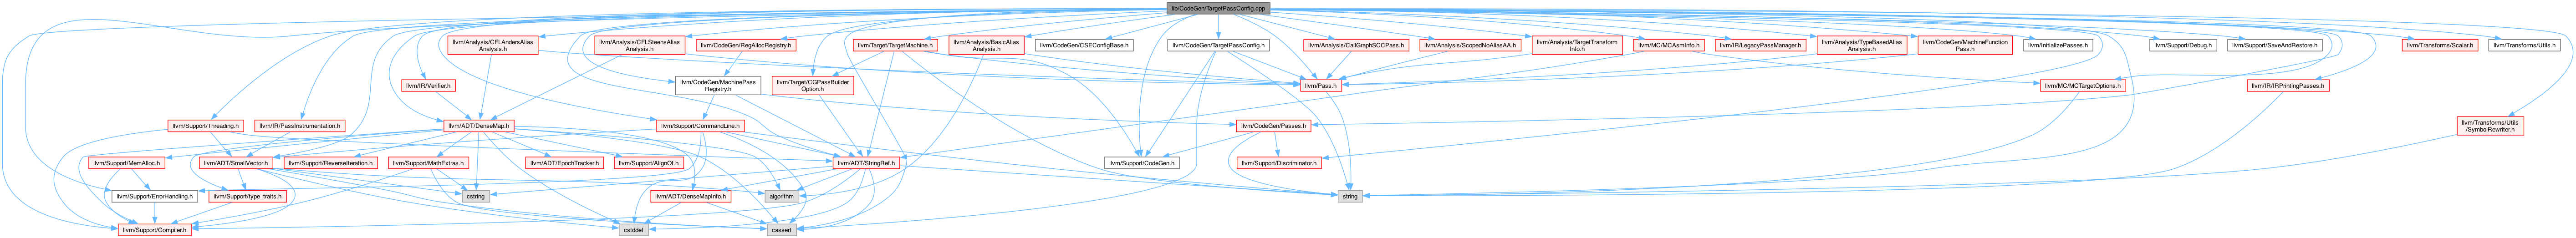 lib/CodeGen/TargetPassConfig.cpp
llvm/Analysis/CFLAndersAlias
Analysis.h
llvm/Analysis/CFLSteensAlias
Analysis.h
llvm/CodeGen/RegAllocRegistry.h
llvm/Target/TargetMachine.h
llvm/Analysis/BasicAlias
Analysis.h
llvm/CodeGen/CSEConfigBase.h
llvm/CodeGen/TargetPassConfig.h
llvm/Analysis/CallGraphSCCPass.h
llvm/Analysis/ScopedNoAliasAA.h
llvm/Analysis/TargetTransform
Info.h
llvm/MC/MCAsmInfo.h
llvm/IR/LegacyPassManager.h
llvm/Analysis/TypeBasedAlias
Analysis.h
llvm/CodeGen/MachineFunction
Pass.h
llvm/InitializePasses.h
llvm/Support/Debug.h
llvm/Support/SaveAndRestore.h
llvm/Transforms/Scalar.h
llvm/Transforms/Utils.h
llvm/IR/Verifier.h
llvm/CodeGen/MachinePass
Registry.h
llvm/Target/CGPassBuilder
Option.h
llvm/Pass.h
llvm/MC/MCTargetOptions.h
llvm/IR/IRPrintingPasses.h
llvm/Support/Threading.h
llvm/IR/PassInstrumentation.h
llvm/ADT/DenseMap.h
llvm/Support/CommandLine.h
llvm/CodeGen/Passes.h
llvm/Transforms/Utils
/SymbolRewriter.h
llvm/Support/MemAlloc.h
llvm/ADT/SmallVector.h
llvm/Support/ReverseIteration.h
llvm/Support/MathExtras.h
llvm/ADT/EpochTracker.h
llvm/Support/AlignOf.h
llvm/ADT/StringRef.h
llvm/Support/CodeGen.h
llvm/Support/Discriminator.h
llvm/Support/ErrorHandling.h
llvm/Support/type_traits.h
cstring
llvm/ADT/DenseMapInfo.h
algorithm
string
llvm/Support/Compiler.h
cstddef
cassert